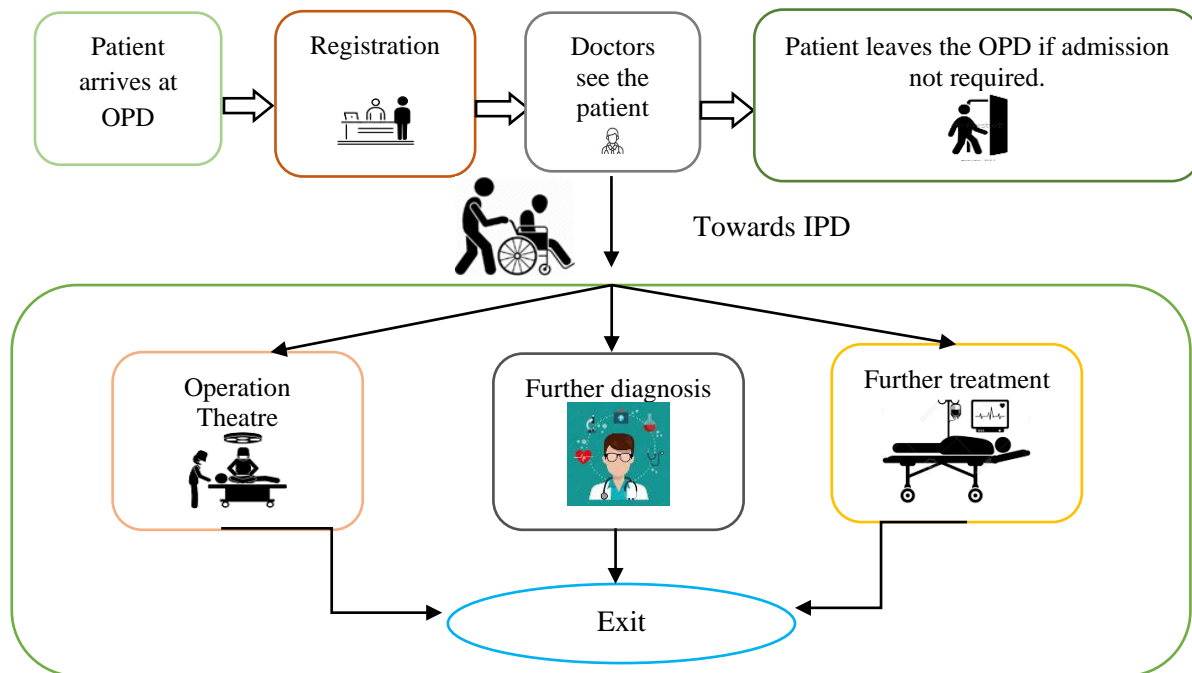 Patient
arrives at
OPD
Registration
Doctors
see the
patient
Patient leaves the OPD if admission
not required.
Towards IPD
Operation
Theatre
Further diagnosis
Further treatment
Exit